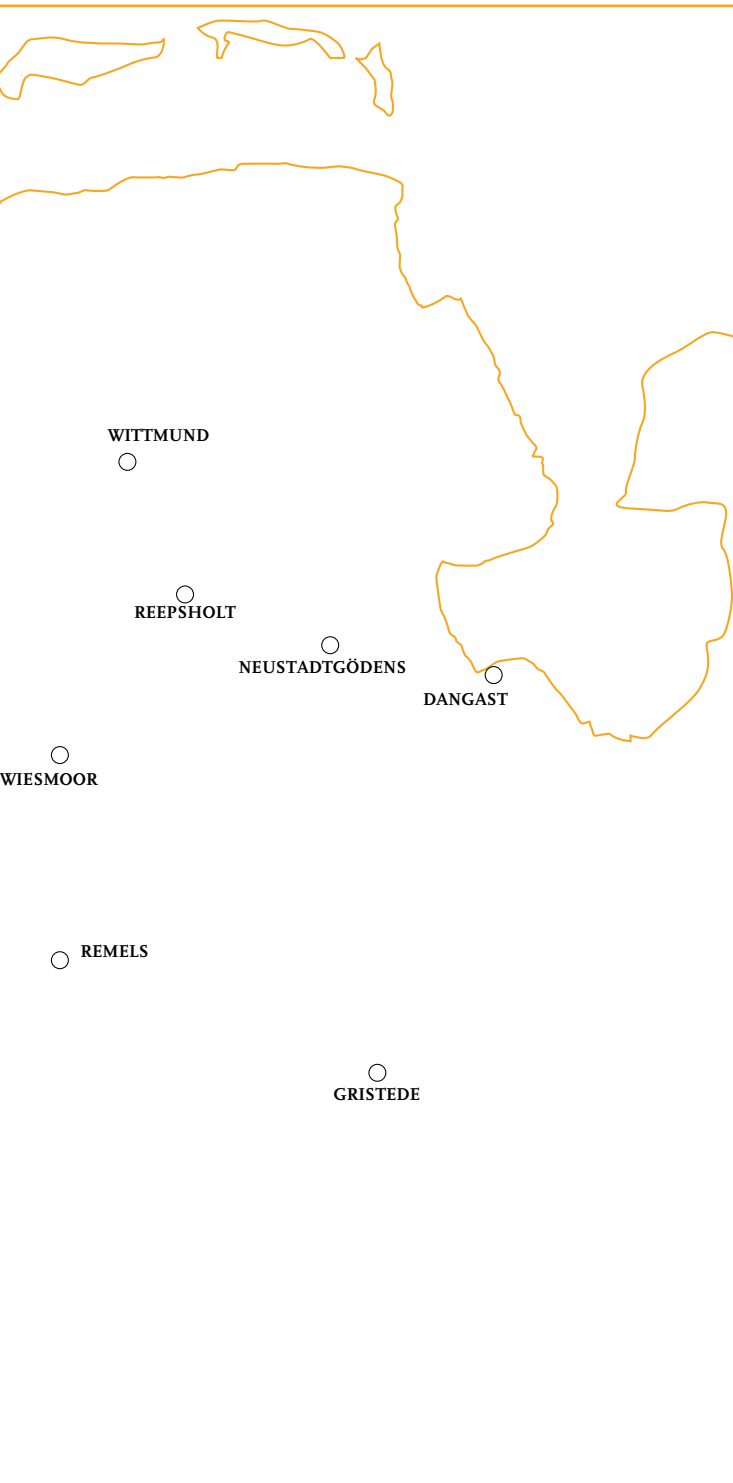 WITTMUND
REEPSHOLT
NEUSTADTGÖDENS
DANGAST
WIESMOOR
REMELS
GRISTEDE